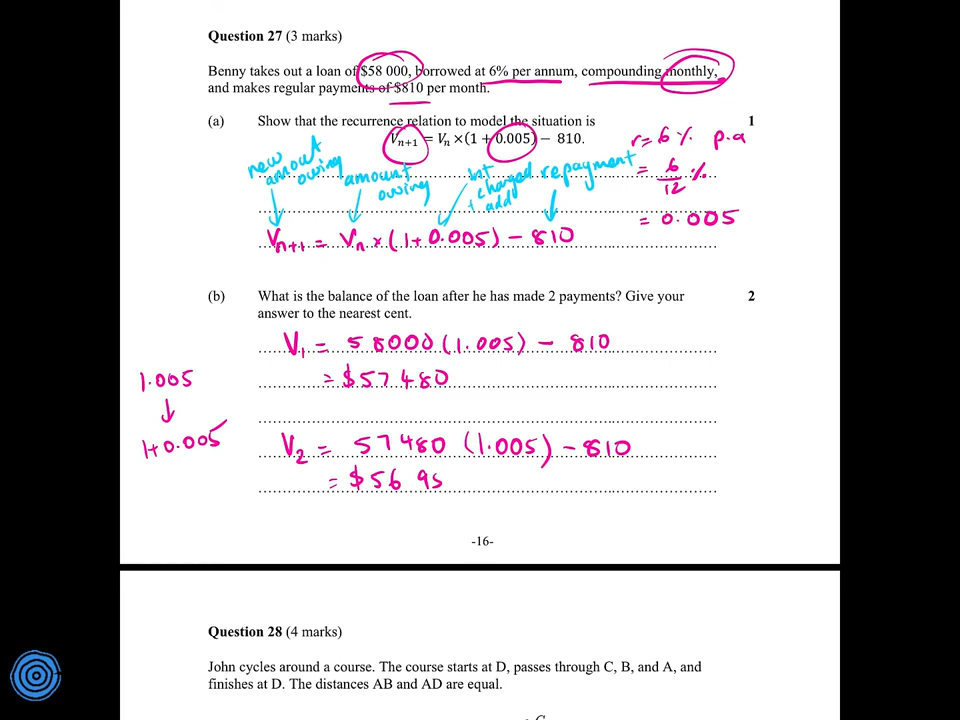 Question 27 (3 marks)
Benny takes out a loan of $58 000, borrowed at 6% per annum, compounding monthly,
and makes regular payments of $810 per month.
(a) Show that the recurrence relation to model the situation is 1
Vn+1 = Vn × (1 + 0.005) − 810.
r = 6 % p.a
= 6/12 %
= 0.005
new amount owing
amount owing
int charged + add
repayment
Vn+1 = Vn × (1 + 0.005) − 810
(b) What is the balance of the loan after he has made 2 payments? Give your 2
answer to the nearest cent.
V1 = 58000 (1.005) − 810
= $57480
1.005
↓
1+0.005
V2 = 57480 (1.005) − 810
= $56 95
-16-
Question 28 (4 marks)
John cycles around a course. The course starts at D, passes through C, B, and A, and
finishes at D. The distances AB and AD are equal.